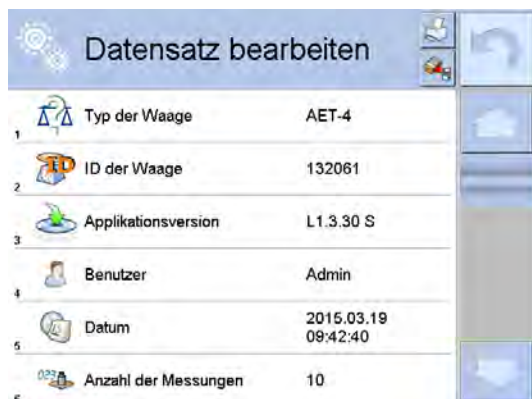 Datensatz bearbeiten
1 Typ der Waage AET-4
2 ID der Waage 132061
3 Applikationsversion L1.3.30 S
4 Benutzer Admin
5 Datum 2015.03.19
09:42:40
Anzahl der Messungen 10